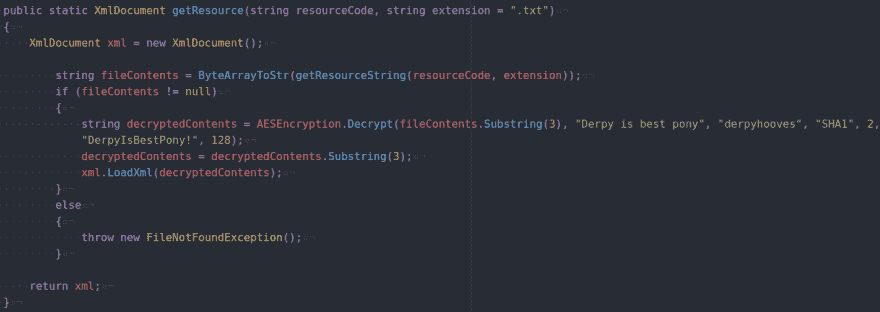 public static XmlDocument getResource(string resourceCode, string extension = ".txt")
{
XmlDocument xml = new XmlDocument();
string fileContents = ByteArrayToStr(getResourceString(resourceCode, extension));
if (fileContents != null)
{
string decryptedContents = AESEncryption.Decrypt(fileContents.Substring(3), "Derpy is best pony", "derpyhooves", "SHA1", 2,
"DerpyIsBestPony!", 128);
decryptedContents = decryptedContents.Substring(3);
xml.LoadXml(decryptedContents);
}
else
{
throw new FileNotFoundException();
}
return xml;
}